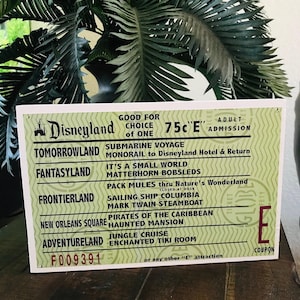 Disneyland GOOD FOR CHOICE of ONE 75¢ "E" ADULT ADMISSION
TOMORROWLAND SUBMARINE VOYAGE
MONORAIL to Disneyland Hotel & Return
FANTASYLAND IT'S A SMALL WORLD
MATTERHORN BOBSLEDS
FRONTIERLAND PACK MULES thru Nature's Wonderland
SAILING SHIP COLUMBIA
MARK TWAIN STEAMBOAT
NEW ORLEANS SQUARE PIRATES OF THE CARIBBEAN
HAUNTED MANSION
ADVENTURELAND JUNGLE CRUISE
ENCHANTED TIKI ROOM
E
COUPON
F009391 or any other "E" attraction